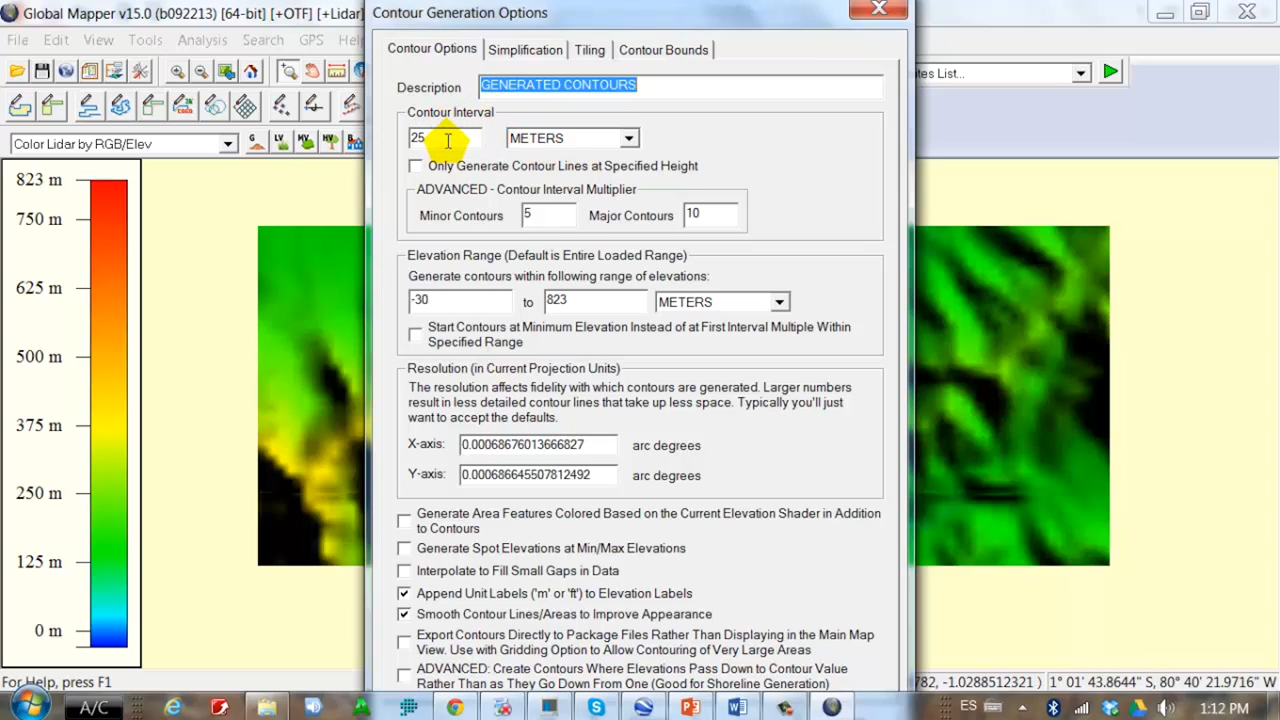 Global Mapper v15.0 (b092213) [64-bit] [+OTF] [+Lidar]
Contour Generation Options
File Edit View Tools Analysis Search GPS
Contour Options Simplification Tiling Contour Bounds
Description GENERATED CONTOURS
Contour Interval
25 METERS
Only Generate Contour Lines at Specified Height
ADVANCED - Contour Interval Multiplier
Minor Contours 5 Major Contours 10
Elevation Range (Default is Entire Loaded Range)
Generate contours within following range of elevations:
-30 to 823 METERS
Start Contours at Minimum Elevation Instead of at First Interval Multiple Within
Specified Range
Resolution (in Current Projection Units)
The resolution affects fidelity with which contours are generated. Larger numbers
result in less detailed contour lines that take up less space. Typically you'll just
want to accept the defaults.
X-axis: 0.00068676013666827 arc degrees
Y-axis: 0.000686645507812492 arc degrees
Generate Area Features Colored Based on the Current Elevation Shader in Addition
to Contours
Generate Spot Elevations at Min/Max Elevations
Interpolate to Fill Small Gaps in Data
Append Unit Labels ('m' or 'ft') to Elevation Labels
Smooth Contour Lines/Areas to Improve Appearance
Export Contours Directly to Package Files Rather Than Displaying in the Main Map
View. Use with Gridding Option to Allow Contouring of Very Large Areas
ADVANCED: Create Contours Where Elevations Pass Down to Contour Value
Rather Than as They Go Down From One (Good for Shoreline Generation)
Color Lidar by RGB/Elev
823 m
750 m
625 m
500 m
375 m
250 m
125 m
0 m
For Help, press F1
782, -1.0288512321) 1° 01' 43.8644" S, 80° 40' 21.9716" W
A/C
ES
1:12 PM